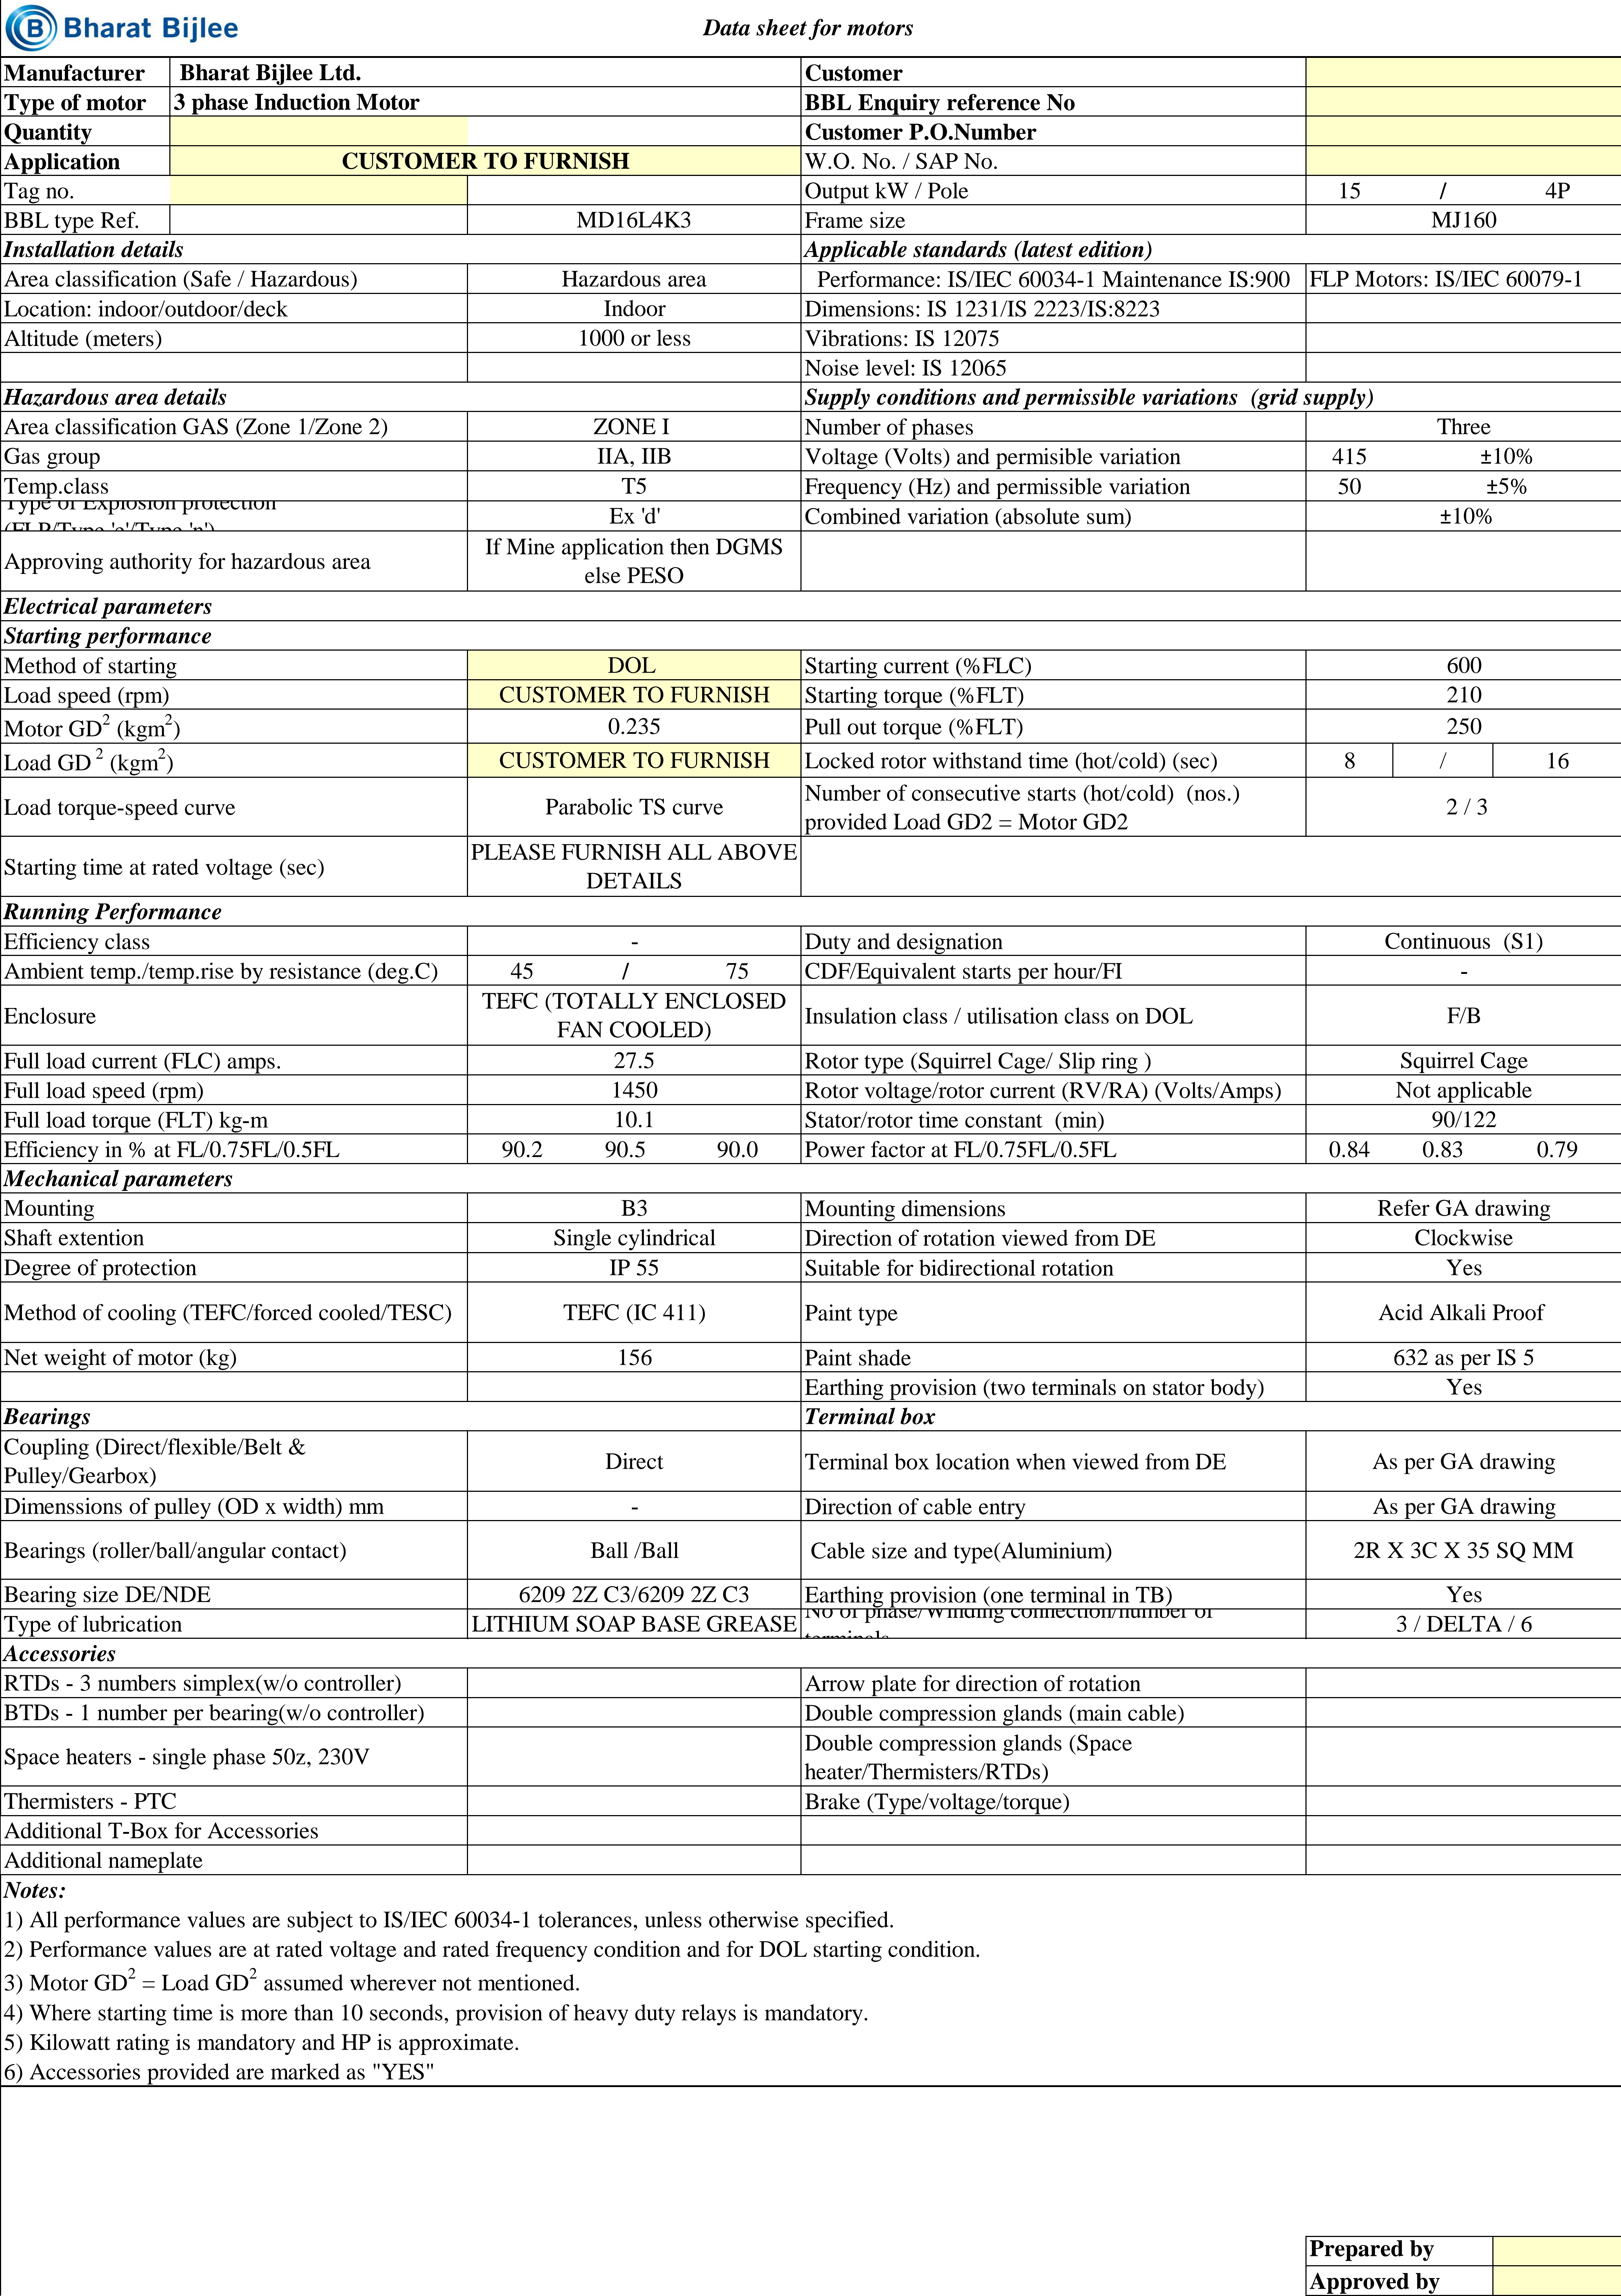 Bharat Bijlee
Data sheet for motors
Manufacturer Bharat Bijlee Ltd. Customer
Type of motor 3 phase Induction Motor BBL Enquiry reference No
Quantity Customer P.O.Number
Application CUSTOMER TO FURNISH W.O. No. / SAP No.
Tag no. Output kW / Pole 15 / 4P
BBL type Ref. MD16L4K3 Frame size MJ160
Installation details Applicable standards (latest edition)
Area classification (Safe / Hazardous) Hazardous area Performance: IS/IEC 60034-1 Maintenance IS:900 FLP Motors: IS/IEC 60079-1
Location: indoor/outdoor/deck Indoor Dimensions: IS 1231/IS 2223/IS:8223
Altitude (meters) 1000 or less Vibrations: IS 12075
Noise level: IS 12065
Hazardous area details Supply conditions and permissible variations (grid supply)
Area classification GAS (Zone 1/Zone 2) ZONE I Number of phases Three
Gas group IIA, IIB Voltage (Volts) and permisible variation 415 ±10%
Temp.class T5 Frequency (Hz) and permissible variation 50 ±5%
Type of Explosion protection
(FLP/Type 'e'/Type 'n') Ex 'd' Combined variation (absolute sum) ±10%
Approving authority for hazardous area If Mine application then DGMS
else PESO
Electrical parameters
Starting performance
Method of starting DOL Starting current (%FLC) 600
Load speed (rpm) CUSTOMER TO FURNISH Starting torque (%FLT) 210
Motor GD² (kgm²) 0.235 Pull out torque (%FLT) 250
Load GD ² (kgm²) CUSTOMER TO FURNISH Locked rotor withstand time (hot/cold) (sec) 8 / 16
Load torque-speed curve Parabolic TS curve Number of consecutive starts (hot/cold) (nos.)
provided Load GD2 = Motor GD2 2 / 3
Starting time at rated voltage (sec) PLEASE FURNISH ALL ABOVE
DETAILS
Running Performance
Efficiency class - Duty and designation Continuous (S1)
Ambient temp./temp.rise by resistance (deg.C) 45 / 75 CDF/Equivalent starts per hour/FI -
Enclosure TEFC (TOTALLY ENCLOSED
FAN COOLED) Insulation class / utilisation class on DOL F/B
Full load current (FLC) amps. 27.5 Rotor type (Squirrel Cage/ Slip ring ) Squirrel Cage
Full load speed (rpm) 1450 Rotor voltage/rotor current (RV/RA) (Volts/Amps) Not applicable
Full load torque (FLT) kg-m 10.1 Stator/rotor time constant (min) 90/122
Efficiency in % at FL/0.75FL/0.5FL 90.2 90.5 90.0 Power factor at FL/0.75FL/0.5FL 0.84 0.83 0.79
Mechanical parameters
Mounting B3 Mounting dimensions Refer GA drawing
Shaft extention Single cylindrical Direction of rotation viewed from DE Clockwise
Degree of protection IP 55 Suitable for bidirectional rotation Yes
Method of cooling (TEFC/forced cooled/TESC) TEFC (IC 411) Paint type Acid Alkali Proof
Net weight of motor (kg) 156 Paint shade 632 as per IS 5
Earthing provision (two terminals on stator body) Yes
Bearings Terminal box
Coupling (Direct/flexible/Belt &
Pulley/Gearbox) Direct Terminal box location when viewed from DE As per GA drawing
Dimenssions of pulley (OD x width) mm - Direction of cable entry As per GA drawing
Bearings (roller/ball/angular contact) Ball /Ball Cable size and type(Aluminium) 2R X 3C X 35 SQ MM
Bearing size DE/NDE 6209 2Z C3/6209 2Z C3 Earthing provision (one terminal in TB) Yes
Type of lubrication LITHIUM SOAP BASE GREASE No of phase/Winding connection/number of
terminals 3 / DELTA / 6
Accessories
RTDs - 3 numbers simplex(w/o controller) Arrow plate for direction of rotation
BTDs - 1 number per bearing(w/o controller) Double compression glands (main cable)
Space heaters - single phase 50z, 230V Double compression glands (Space
heater/Thermisters/RTDs)
Thermisters - PTC Brake (Type/voltage/torque)
Additional T-Box for Accessories
Additional nameplate
Notes:
1) All performance values are subject to IS/IEC 60034-1 tolerances, unless otherwise specified.
2) Performance values are at rated voltage and rated frequency condition and for DOL starting condition.
3) Motor GD² = Load GD² assumed wherever not mentioned.
4) Where starting time is more than 10 seconds, provision of heavy duty relays is mandatory.
5) Kilowatt rating is mandatory and HP is approximate.
6) Accessories provided are marked as "YES"
Prepared by
Approved by